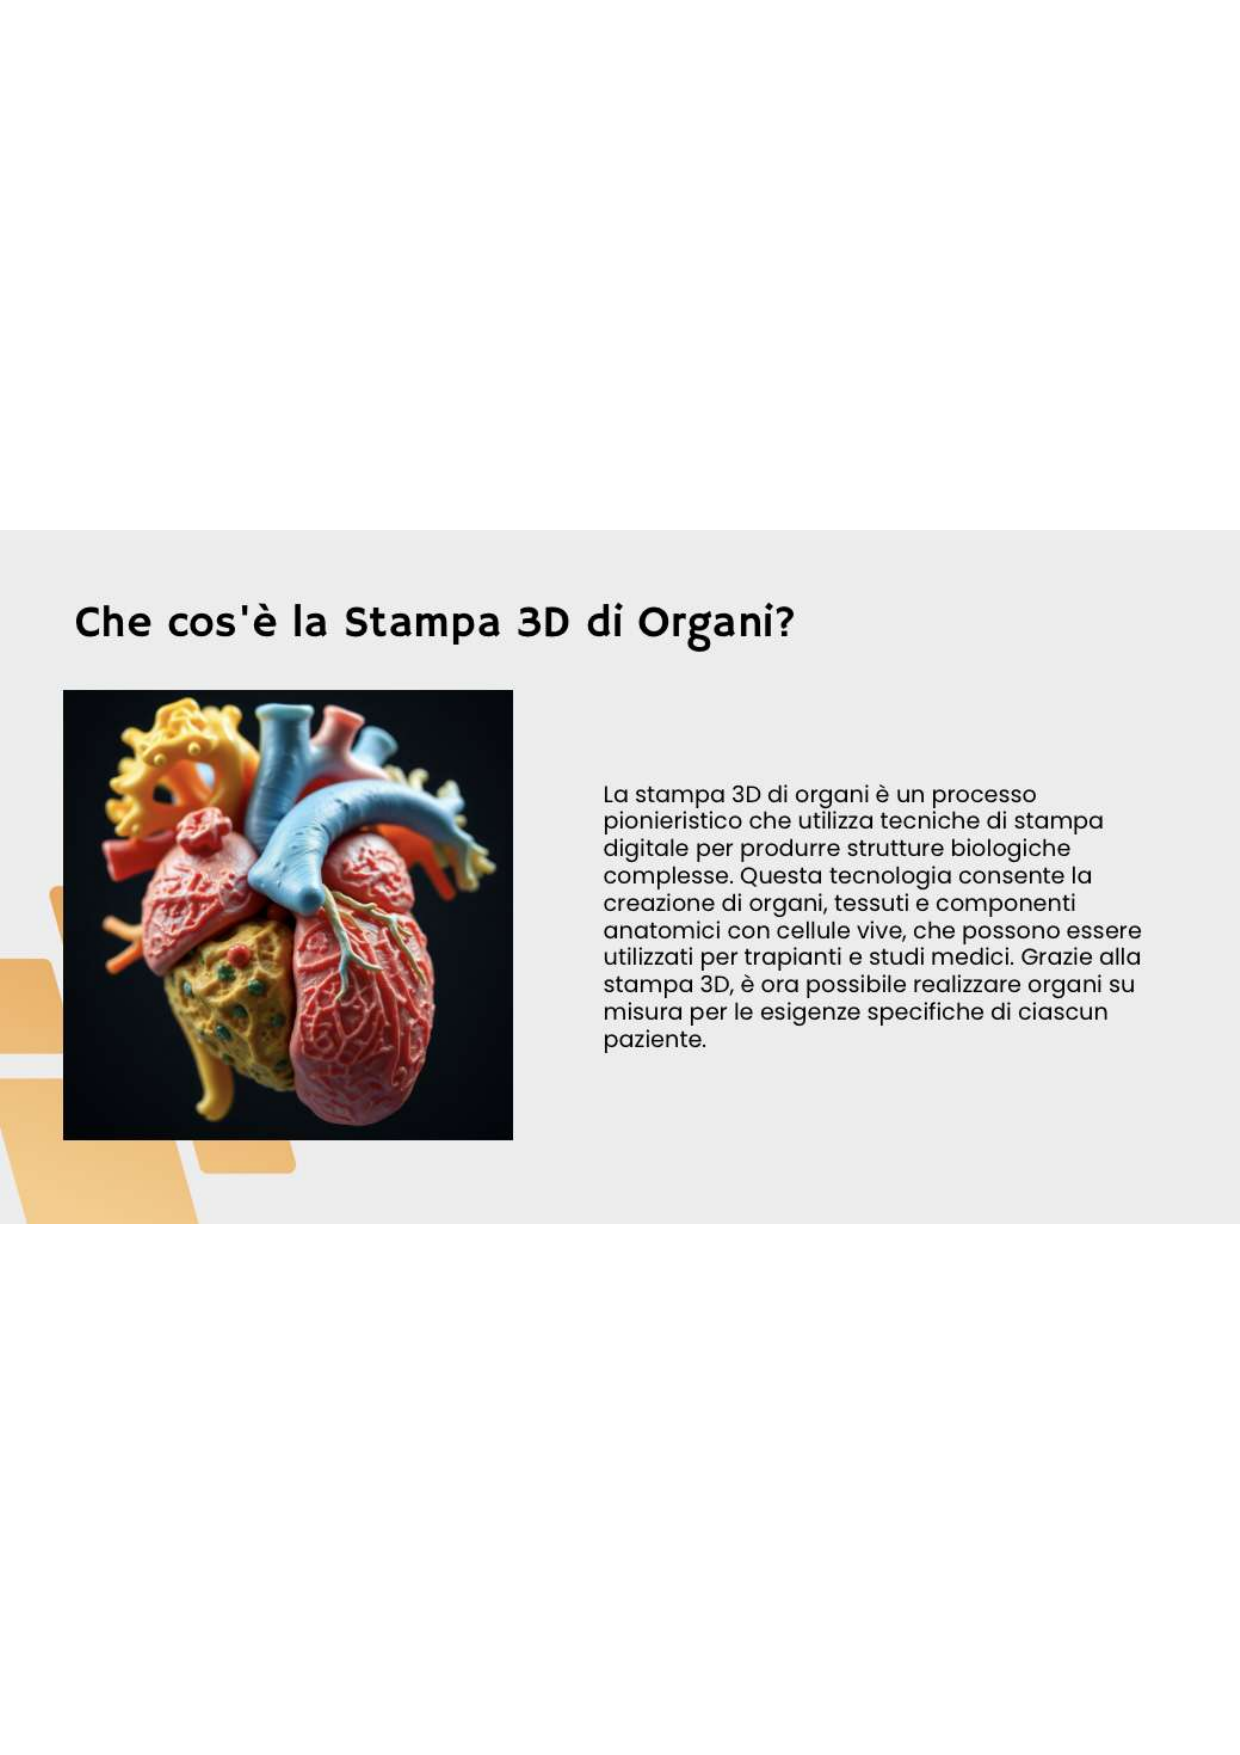 Che cos'è la Stampa 3D di Organi?
La stampa 3D di organi è un processo
pionieristico che utilizza tecniche di stampa
digitale per produrre strutture biologiche
complesse. Questa tecnologia consente la
creazione di organi, tessuti e componenti
anatomici con cellule vive, che possono essere
utilizzati per trapianti e studi medici. Grazie alla
stampa 3D, è ora possibile realizzare organi su
misura per le esigenze specifiche di ciascun
paziente.